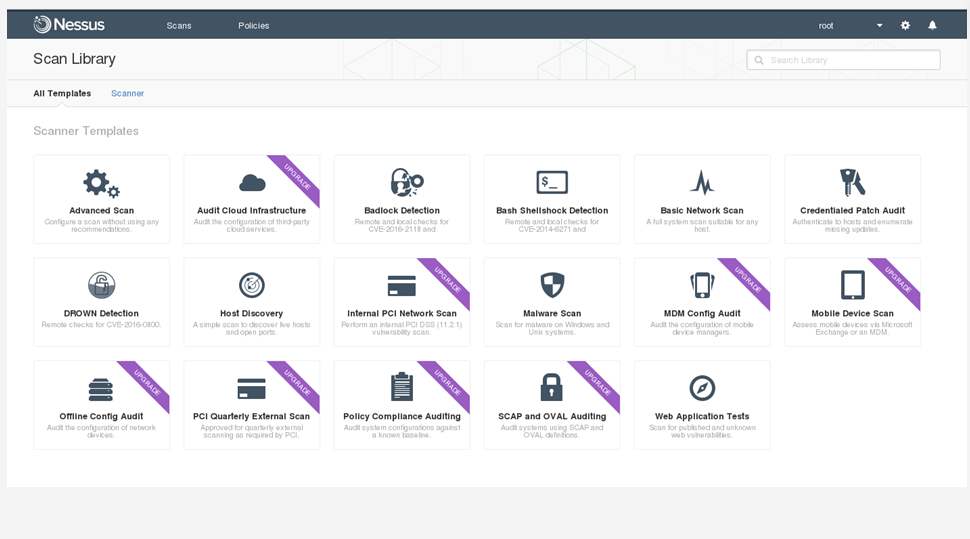 Nessus
Scans
Policies
root
Scan Library
Search Library
All Templates
Scanner
Scanner Templates
Advanced Scan
Configure a scan without using any
recommendations.
UPGRADE
Audit Cloud Infrastructure
Audit the configuration of third-party
cloud services.
Badlock Detection
Remote and local checks for
CVE-2016-2118 and
$_
Bash Shellshock Detection
Remote and local checks for
CVE-2014-6271 and
Basic Network Scan
A full system scan suitable for any
host.
Credentialed Patch Audit
Authenticate to hosts and enumerate
missing updates.
DROWN Detection
Remote checks for CVE-2016-0800.
Host Discovery
A simple scan to discover live hosts
and open ports.
UPGRADE
Internal PCI Network Scan
Perform an internal PCI DSS (11.2.1)
vulnerability scan.
Malware Scan
Scan for malware on Windows and
Unix systems.
UPGRADE
MDM Config Audit
Audit the configuration of mobile
device managers.
UPGRADE
Mobile Device Scan
Assess mobile devices via Microsoft
Exchange or an MDM.
UPGRADE
Offline Config Audit
Audit the configuration of network
devices.
UPGRADE
PCI Quarterly External Scan
Approved for quarterly external
scanning as required by PCI.
UPGRADE
Policy Compliance Auditing
Audit system configurations against
a known baseline.
UPGRADE
SCAP and OVAL Auditing
Audit systems using SCAP and
OVAL definitions.
Web Application Tests
Scan for published and unknown
web vulnerabilities.